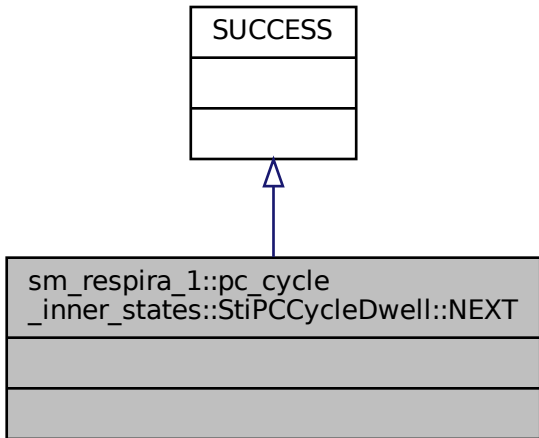 SUCCESS
sm_respira_1::pc_cycle
_inner_states::StiPCCycleDwell::NEXT